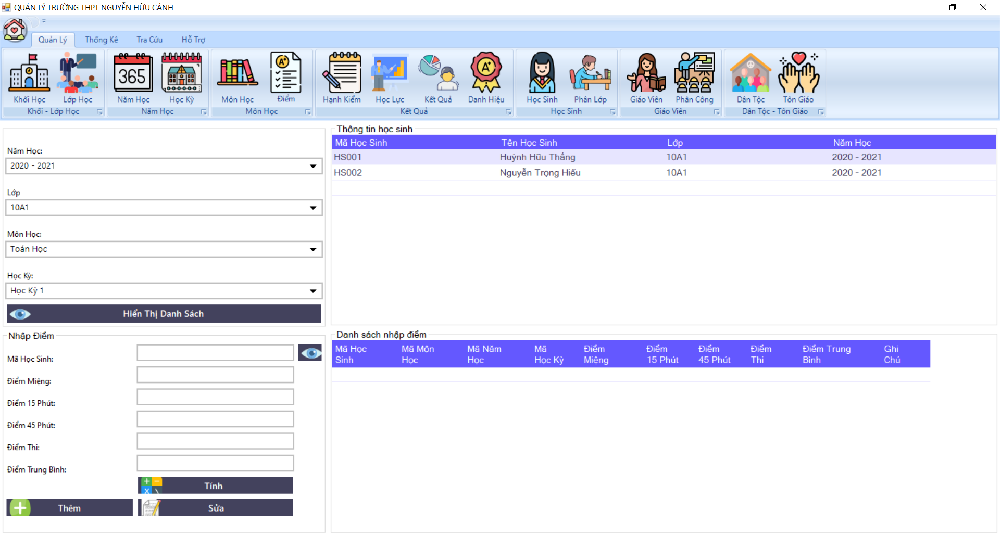 QUẢN LÝ TRƯỜNG THPT NGUYỄN HỮU CẢNH
Quản Lý Thống Kê Tra Cứu Hỗ Trợ
365
A+
A+
Khối Học Lớp Học Năm Học Học Kỳ Môn Học Điểm Hạnh Kiểm Học Lực Kết Quả Danh Hiệu Học Sinh Phân Lớp Giáo Viên Phân Công Dân Tộc Tôn Giáo
Khối - Lớp Học Năm Học Môn Học Kết Quả Học Sinh Giáo Viên Dân Tộc - Tôn Giáo
Năm Học:
2020 - 2021
Lớp
10A1
Môn Học:
Toán Học
Học Kỳ:
Học Kỳ 1
Hiển Thị Danh Sách
Thông tin học sinh
Mã Học Sinh Tên Học Sinh Lớp Năm Học
HS001 Huỳnh Hữu Thắng 10A1 2020 - 2021
HS002 Nguyễn Trọng Hiếu 10A1 2020 - 2021
Nhập Điểm
Mã Học Sinh:
Điểm Miệng:
Điểm 15 Phút:
Điểm 45 Phút:
Điểm Thi:
Điểm Trung Bình:
Tính
Thêm Sửa
Danh sách nhập điểm
Mã Học Mã Môn Mã Năm Mã Điểm Điểm Điểm Điểm Điểm Trung Ghi
Sinh Học Học Học Kỳ Miệng 15 Phút 45 Phút Thi Bình Chú